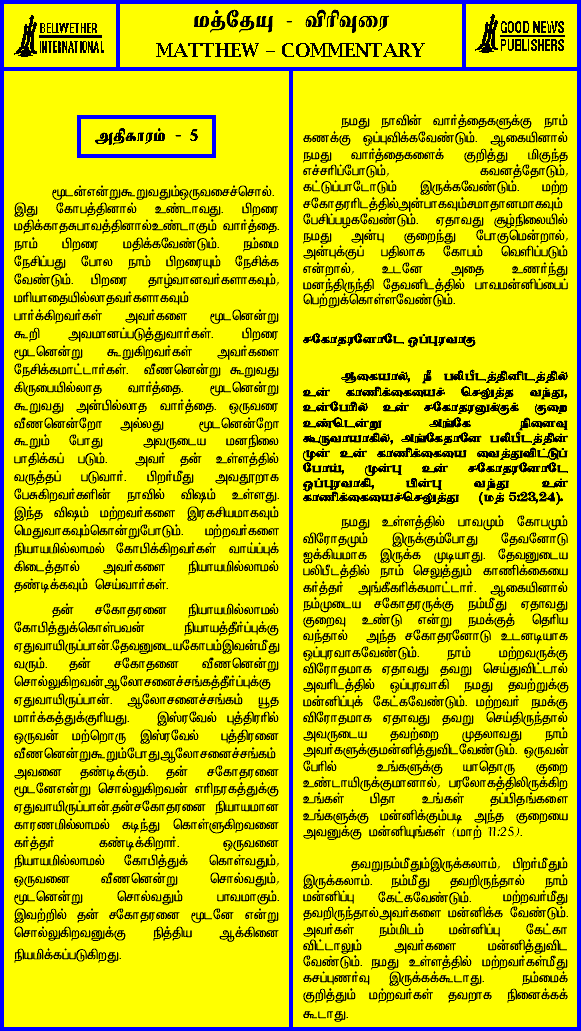 BELLWETHER
INTERNATIONAL
மத்தேயு - விரிவுரை
MATTHEW – COMMENTARY
GOOD NEWS
PUBLISHERS
அதிகாரம் - 5
மூடன்என்றுகூறுவதும்ஒருவசைச்சொல்.
இது கோபத்தினால் உண்டாவது. பிறரை
மதிக்காதசுபாவத்தினால்உண்டாகும் வார்த்தை.
நாம் பிறரை மதிக்கவேண்டும். நம்மை
நேசிப்பது போல நாம் பிறரையும் நேசிக்க
வேண்டும். பிறரை தாழ்வானவர்களாகவும்,
மரியாதையில்லாதவர்களாகவும்
பார்க்கிறவர்கள் அவர்களை மூடனென்று
கூறி அவமானப்படுத்துவார்கள். பிறரை
மூடனென்று கூறுகிறவர்கள் அவர்களை
நேசிக்கமாட்டார்கள். வீணனென்று கூறுவது
கிருபையில்லாத வார்த்தை. மூடனென்று
கூறுவது அன்பில்லாத வார்த்தை. ஒருவரை
வீணனென்றோ அல்லது மூடனென்றோ
கூறும் போது அவருடைய மனநிலை
பாதிக்கப் படும். அவர் தன் உள்ளத்தில்
வருத்தப் படுவார். பிறர்மீது அவதூறாக
பேசுகிறவர்களின் நாவில் விஷம் உள்ளது.
இந்த விஷம் மற்றவர்களை இரகசியமாகவும்
மெதுவாகவும்கொன்றுபோடும். மற்றவர்களை
நியாயமில்லாமல் கோபிக்கிறவர்கள் வாய்ப்புக்
கிடைத்தால் அவர்களை நியாயமில்லாமல்
தண்டிக்கவும் செய்வார்கள்.
தன் சகோதரனை நியாயமில்லாமல்
கோபித்துக்கொள்பவன் நியாயத்தீர்ப்புக்கு
ஏதுவாயிருப்பான்.தேவனுடையகோபம்இவன்மீது
வரும். தன் சகோதனை வீணனென்று
சொல்லுகிறவன்ஆலோசனைச்சங்கத்தீர்ப்புக்கு
ஏதுவாயிருப்பான். ஆலோசனைச்சங்கம் யூத
மார்க்கத்துக்குரியது. இஸ்ரவேல் புத்திரரில்
ஒருவன் மற்றொரு இஸ்ரவேல் புத்திரனை
வீணனென்றுகூறும்போதுஆலோசனைச்சங்கம்
அவனை தண்டிக்கும். தன் சகோதரனை
மூடனேஎன்று சொல்லுகிறவன் எரிநரகத்துக்கு
ஏதுவாயிருப்பான்.தன்சகோதரனை நியாயமான
காரணமில்லாமல் கடிந்து கொள்ளுகிறவனை
கர்த்தர் கண்டிக்கிறார். ஒருவனை
நியாயமில்லாமல் கோபித்துக் கொள்வதும்,
ஒருவனை வீணனென்று சொல்வதும்,
மூடனென்று சொல்வதும் பாவமாகும்.
இவற்றில் தன் சகோதரனை மூடனே என்று
சொல்லுகிறவனுக்கு நித்திய ஆக்கினை
நியமிக்கப்படுகிறது.
நமது நாவின் வார்த்தைகளுக்கு நாம்
கணக்கு ஒப்புவிக்கவேண்டும். ஆகையினால்
நமது வார்த்தைகளைக் குறித்து மிகுந்த
எச்சரிப்போடும், கவனத்தோடும்,
கட்டுப்பாடோடும் இருக்கவேண்டும். மற்ற
சகோதரரிடத்தில்அன்பாகவும்சமாதானமாகவும்
பேசிப்பழகவேண்டும். ஏதாவது சூழ்நிலையில்
நமது அன்பு குறைந்து போகுமென்றால்,
அன்புக்குப் பதிலாக கோபம் வெளிப்படும்
என்றால், உடனே அதை உணர்ந்து
மனந்திருந்தி தேவனிடத்தில் பாவமன்னிப்பைப்
பெற்றுக்கொள்ளவேண்டும்.
சகோதரனோடே ஒப்புரவாகு
ஆகையால், நீ பலிபீடத்தினிடத்தில்
உன் காணிக்கையைச் செலுத்த வந்து,
உன்பேரில் உன் சகோதரனுக்குக் குறை
உண்டென்று அங்கே நினைவு
கூருவாயாகில், அங்கேதானே பலிபீடத்தின்
முன் உன் காணிக்கையை வைத்துவிட்டுப்
போய், முன்பு உன் சகோதரனோடே
ஒப்புரவாகி, பின்பு வந்து உன்
காணிக்கையைச்செலுத்து (மத் 5:23,24).
நமது உள்ளத்தில் பாவமும் கோபமும்
விரோதமும் இருக்கும்போது தேவனோடு
ஐக்கியமாக இருக்க முடியாது. தேவனுடைய
பலிபீடத்தில் நாம் செலுத்தும் காணிக்கையை
கர்த்தர் அங்கீகரிக்கமாட்டார். ஆகையினால்
நம்முடைய சகோதரருக்கு நம்மீது ஏதாவது
குறைவு உண்டு என்று நமக்குத் தெரிய
வந்தால் அந்த சகோதரனோடு உடனடியாக
ஒப்புரவாகவேண்டும். நாம் மற்றவருக்கு
விரோதமாக ஏதாவது தவறு செய்துவிட்டால்
அவரிடத்தில் ஒப்புரவாகி நமது தவற்றுக்கு
மன்னிப்புக் கேட்கவேண்டும். மற்றவர் நமக்கு
விரோதமாக ஏதாவது தவறு செய்திருந்தால்
அவருடைய தவற்றை முதலாவது நாம்
அவர்களுக்குமன்னித்துவிடவேண்டும். ஒருவன்
பேரில் உங்களுக்கு யாதொரு குறை
உண்டாயிருக்குமானால், பரலோகத்திலிருக்கிற
உங்கள் பிதா உங்கள் தப்பிதங்களை
உங்களுக்கு மன்னிக்கும்படி அந்த குறையை
அவனுக்கு மன்னியுங்கள் (மாற் 11:25).
தவறுநம்மீதும்இருக்கலாம், பிறர்மீதும்
இருக்கலாம். நம்மீது தவறிருந்தால் நாம்
மன்னிப்பு கேட்கவேண்டும். மற்றவர்மீது
தவறிருந்தால்அவர்களை மன்னிக்க வேண்டும்.
அவர்கள் நம்மிடம் மன்னிப்பு கேட்கா
விட்டாலும் அவர்களை மன்னித்துவிட
வேண்டும். நமது உள்ளத்தில் மற்றவர்கள்மீது
கசப்புணர்வு இருக்கக்கூடாது. நம்மைக்
குறித்தும் மற்றவர்கள் தவறாக நினைக்கக்
கூடாது.